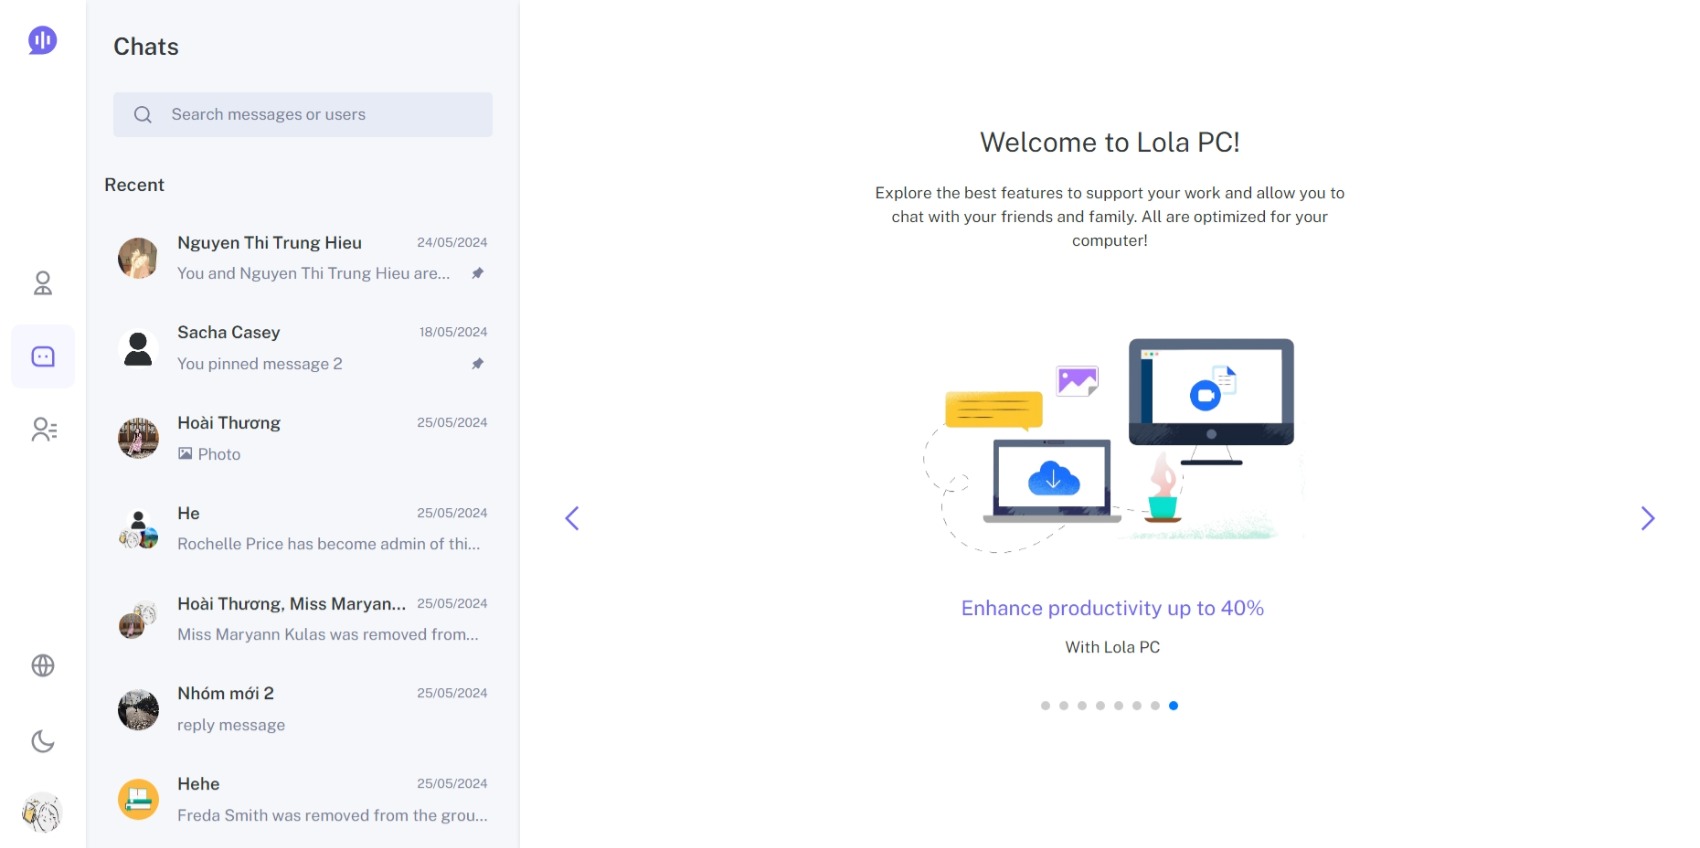 Chats
Search messages or users
Recent
Nguyen Thi Trung Hieu 24/05/2024
You and Nguyen Thi Trung Hieu are...
Sacha Casey 18/05/2024
You pinned message 2
Hoài Thương 25/05/2024
Photo
He 25/05/2024
Rochelle Price has become admin of thi...
Hoài Thương, Miss Maryan... 25/05/2024
Miss Maryann Kulas was removed from...
Nhóm mới 2 25/05/2024
reply message
Hehe 25/05/2024
Freda Smith was removed from the grou...
Welcome to Lola PC!
Explore the best features to support your work and allow you to
chat with your friends and family. All are optimized for your
computer!
Enhance productivity up to 40%
With Lola PC